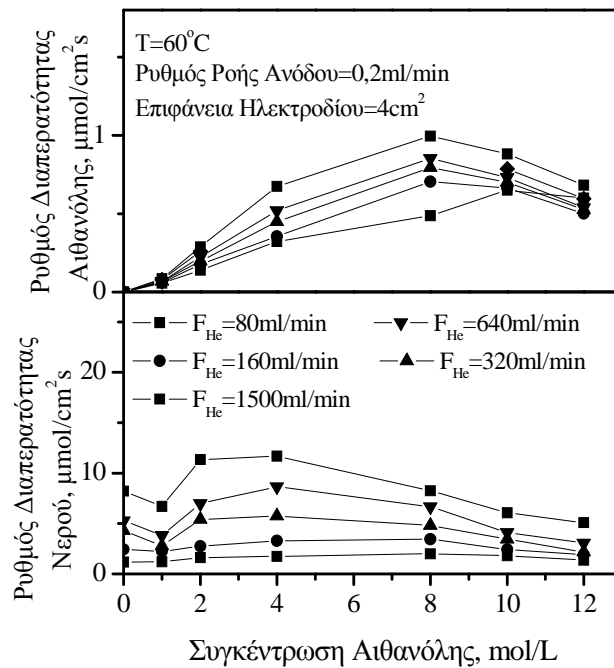 Ρυθμός Διαπερατότητας
Αιθανόλης, μmol/cm²s
T=60°C
Ρυθμός Ροής Ανόδου=0,2ml/min
Επιφάνεια Ηλεκτροδίου=4cm²
1
0
Ρυθμός Διαπερατότητας
Νερού, μmol/cm²s
F_He=80ml/min F_He=640ml/min
F_He=160ml/min F_He=320ml/min
F_He=1500ml/min
20
10
0
0 2 4 6 8 10 12
Συγκέντρωση Αιθανόλης, mol/L